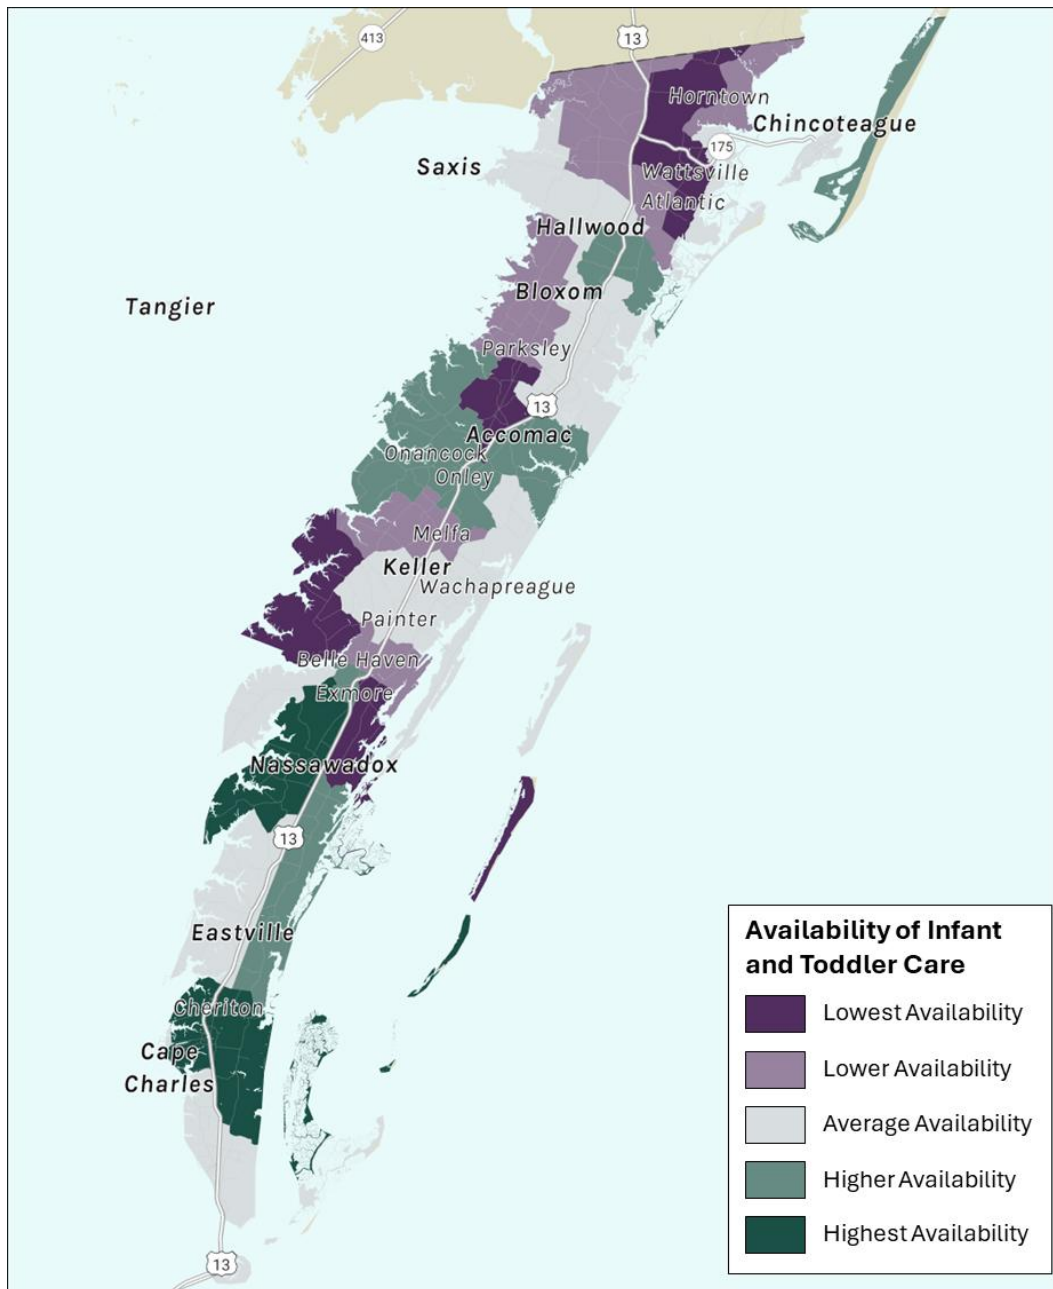 413
13
Horntown
Chincoteague
175
Saxis
Wattsville
Atlantic
Hallwood
Bloxom
Tangier
Parksley
13
Accomac
Onancock
Onley
Melfa
Keller
Wachapreague
Painter
Belle Haven
Exmore
Nassawadox
13
Eastville
Cheriton
Cape
Charles
13
Availability of Infant
and Toddler Care
Lowest Availability
Lower Availability
Average Availability
Higher Availability
Highest Availability